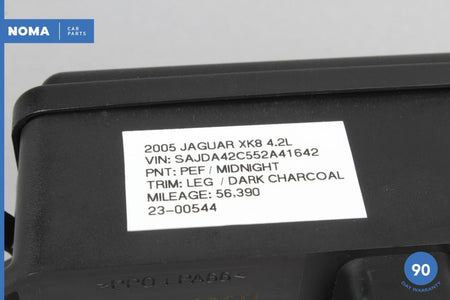 NOMA CAR PARTS
2005 JAGUAR XK8 4.2L
VIN: SAJDA42C552A41642
PNT: PEF / MIDNIGHT
TRIM: LEG / DARK CHARCOAL
MILEAGE: 56,390
23-00544
90
DAY WARRANTY